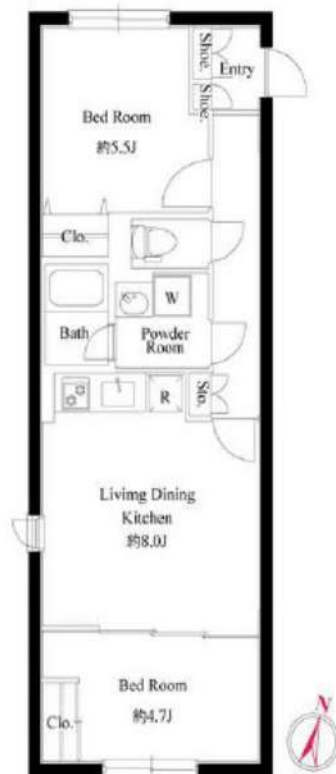 Shoe.
Entry
Shoe.
Bed Room
約5.5J
Clo.
W
Bath
Powder
Room
R
Sto.
Livimg Dining
Kitchen
約8.0J
Bed Room
約4.7J
Clo.
N